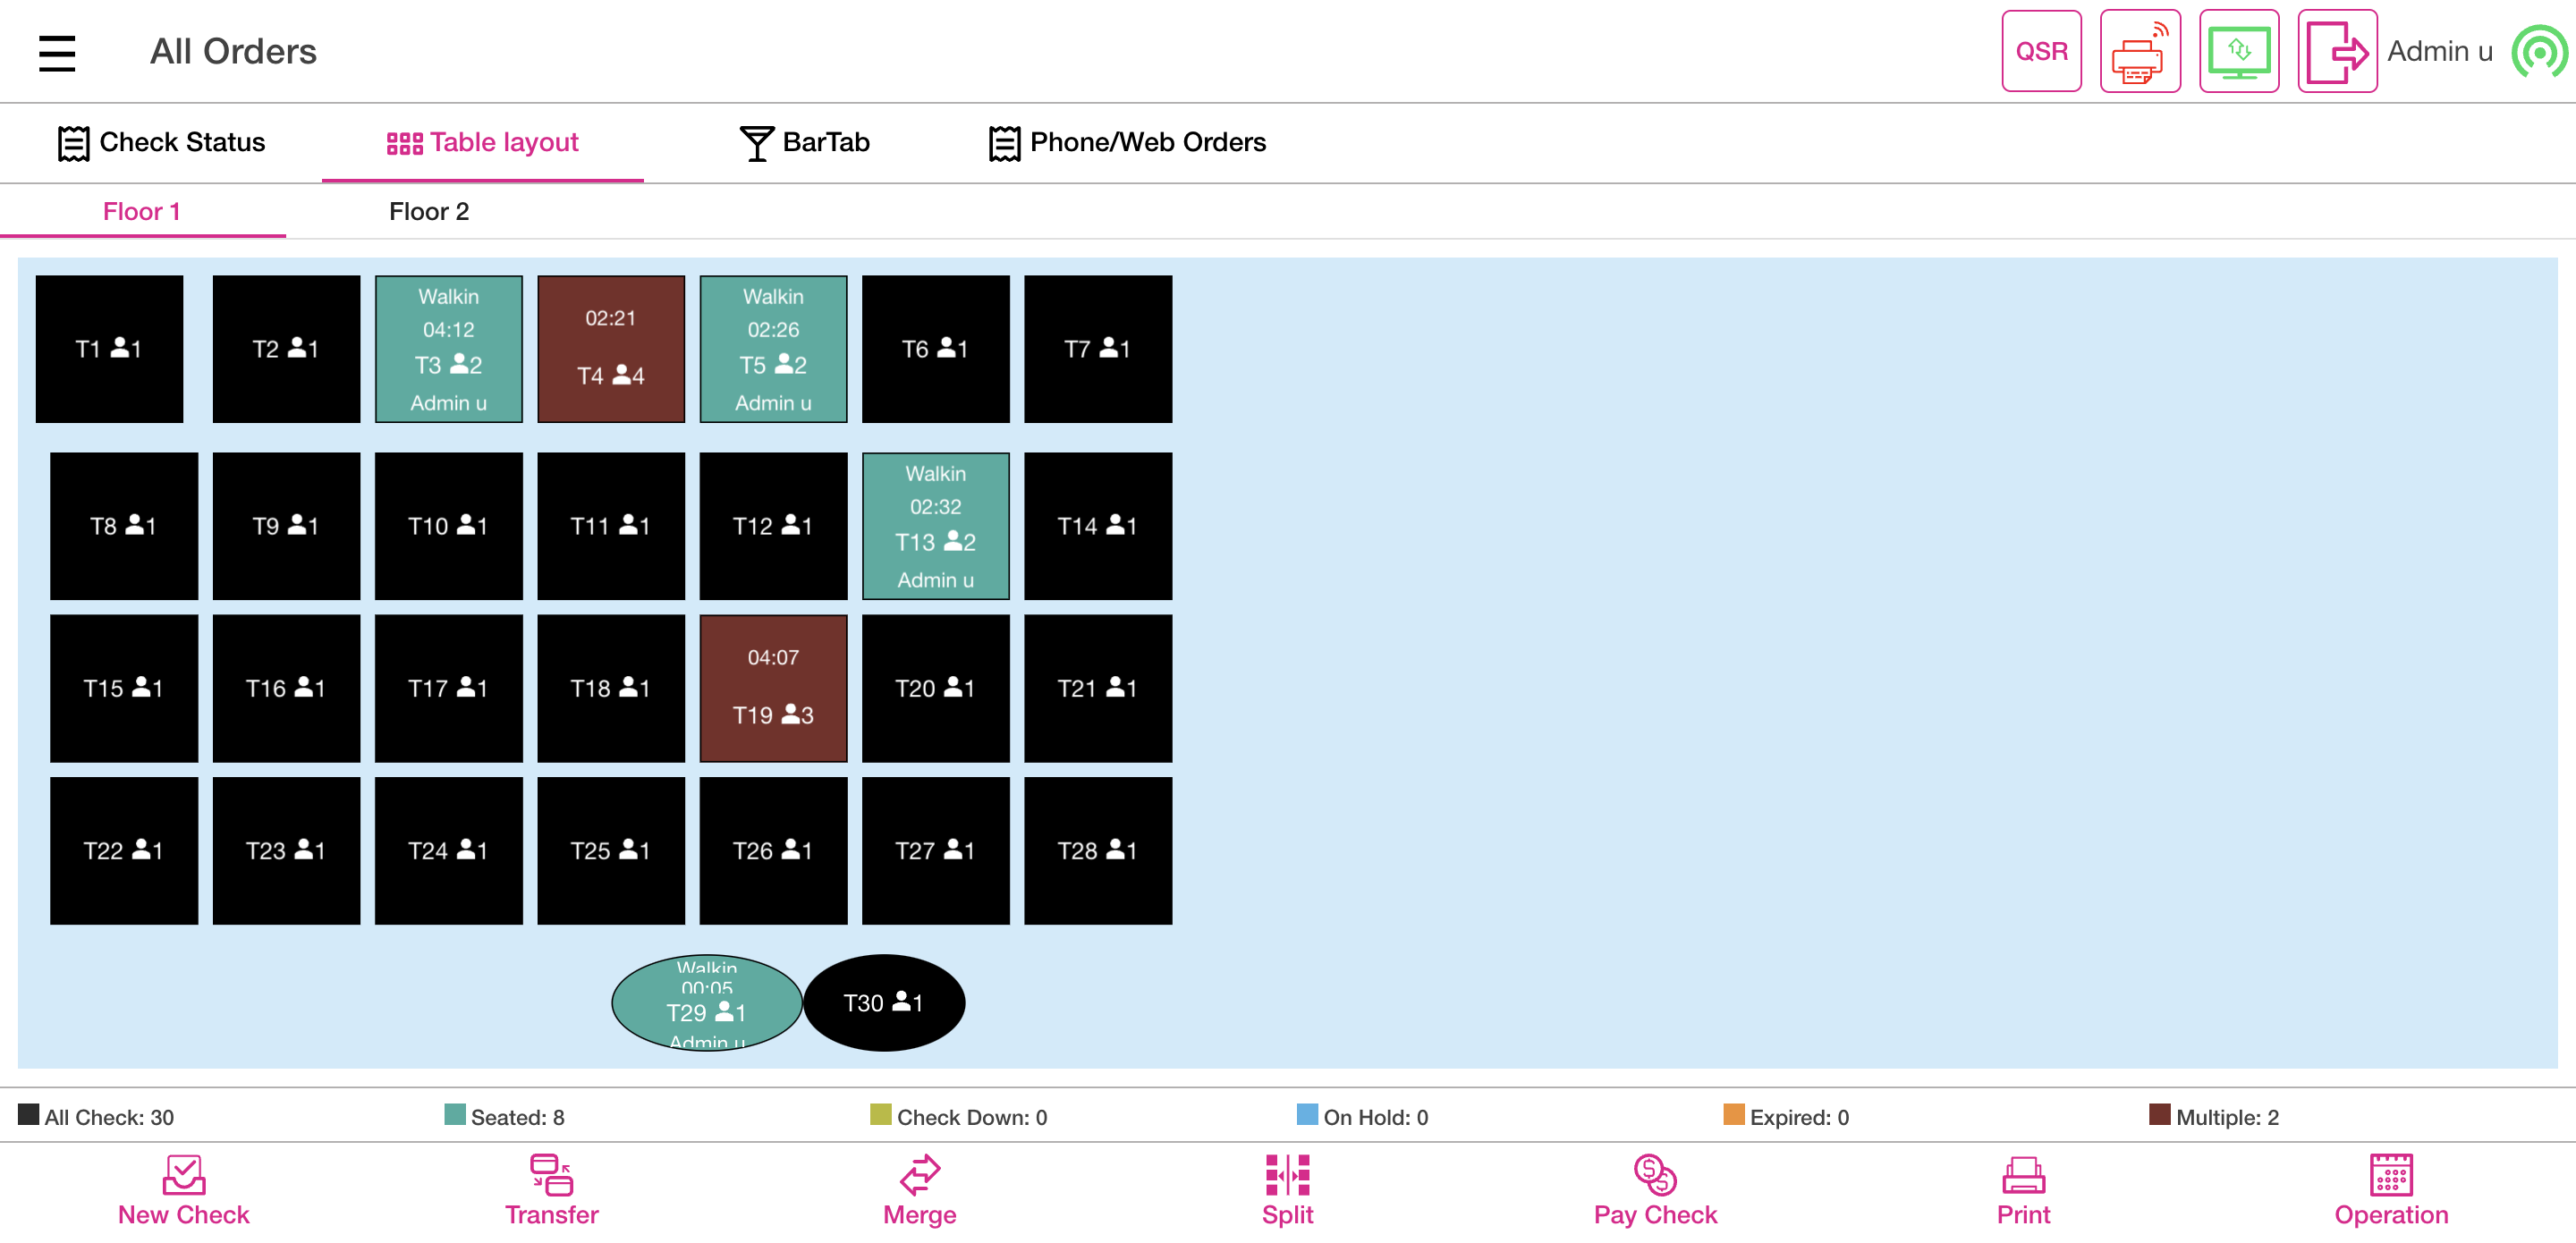 All Orders
QSR
Admin u
Check Status
Table layout
BarTab
Phone/Web Orders
Floor 1
Floor 2
T1 1
T2 1
Walkin
04:12
T3 2
Admin u
02:21
T4 4
Walkin
02:26
T5 2
Admin u
T6 1
T7 1
T8 1
T9 1
T10 1
T11 1
T12 1
Walkin
02:32
T13 2
Admin u
T14 1
T15 1
T16 1
T17 1
T18 1
04:07
T19 3
T20 1
T21 1
T22 1
T23 1
T24 1
T25 1
T26 1
T27 1
T28 1
Walkin
00:05
T29 1
Admin u
T30 1
All Check: 30
Seated: 8
Check Down: 0
On Hold: 0
Expired: 0
Multiple: 2
New Check
Transfer
Merge
Split
Pay Check
Print
Operation